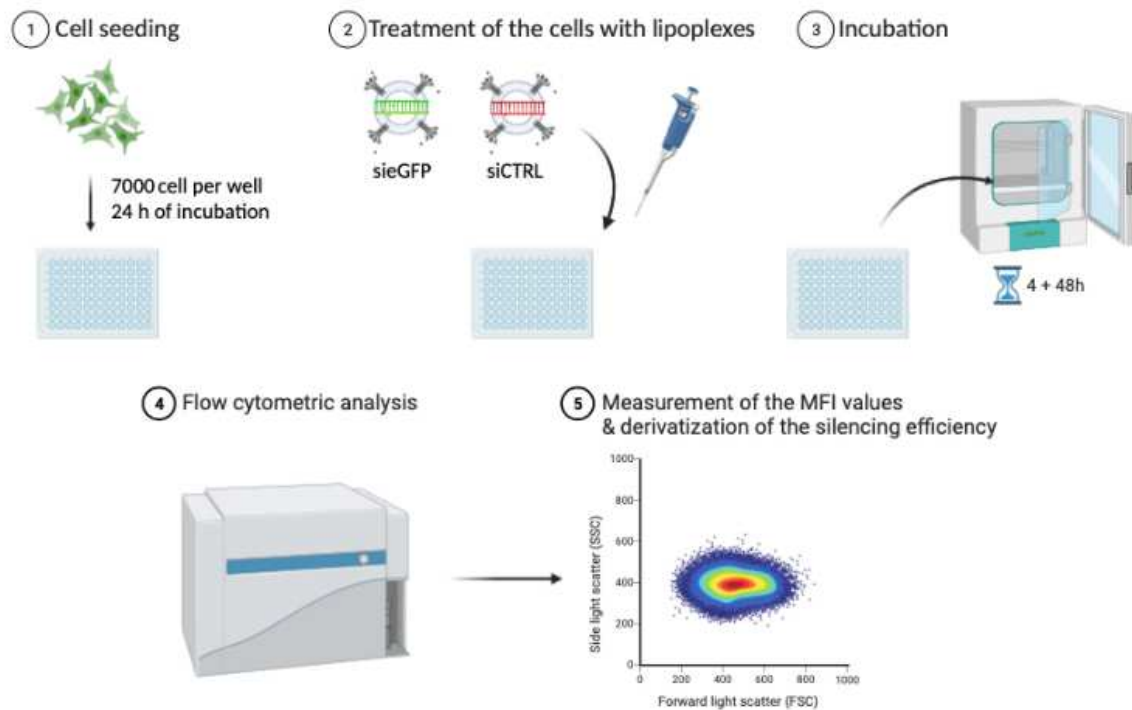 1 Cell seeding
7000 cell per well
24 h of incubation
2 Treatment of the cells with lipoplexes
sieGFP
siCTRL
3 Incubation
4 + 48h
4 Flow cytometric analysis
5 Measurement of the MFI values
& derivatization of the silencing efficiency
Side light scatter (SSC)
1000
800
600
400
200
0
0 200 400 600 800 1000
Forward light scatter (FSC)